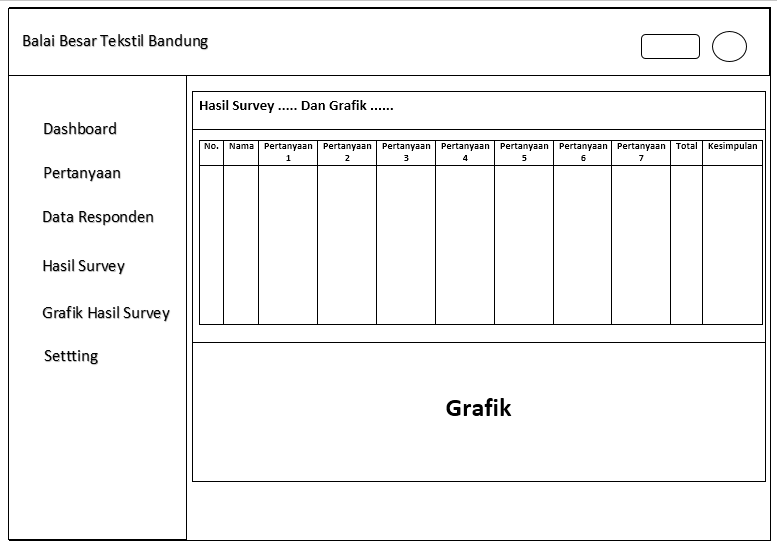 Balai Besar Tekstil Bandung
Dashboard
Pertanyaan
Data Responden
Hasil Survey
Grafik Hasil Survey
Settting
Hasil Survey ..... Dan Grafik ......
No. Nama Pertanyaan 1 Pertanyaan 2 Pertanyaan 3 Pertanyaan 4 Pertanyaan 5 Pertanyaan 6 Pertanyaan 7 Total Kesimpulan
Grafik